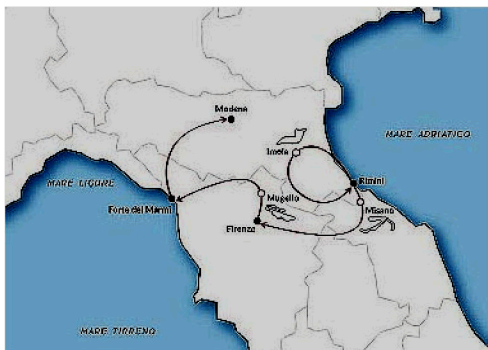 Modena
Imola
MARE ADRIATICO
MARE LIGURE
Rimini
Mugello
Forte dei Marmi
Misano
Firenze
MARE TIRRENO